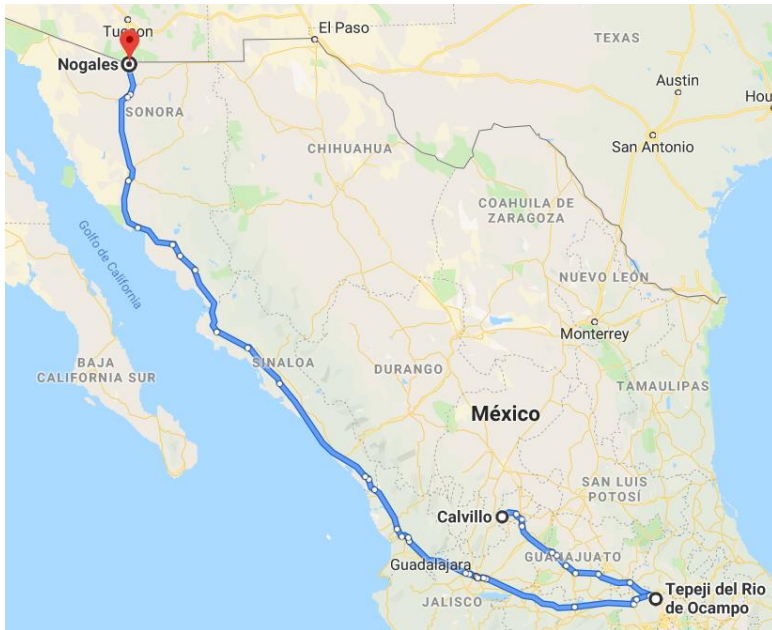 Tucson
El Paso
TEXAS
Nogales
Austin
SONORA
Hou
San Antonio
CHIHUAHUA
COAHUILA DE
ZARAGOZA
Golfo de California
NUEVO LEÓN
Monterrey
BAJA
CALIFORNIA SUR
SINALOA
DURANGO
TAMAULIPAS
México
SAN LUIS
POTOSÍ
Calvillo
GUANAJUATO
Guadalajara
Tepeji del Rio
de Ocampo
JALISCO